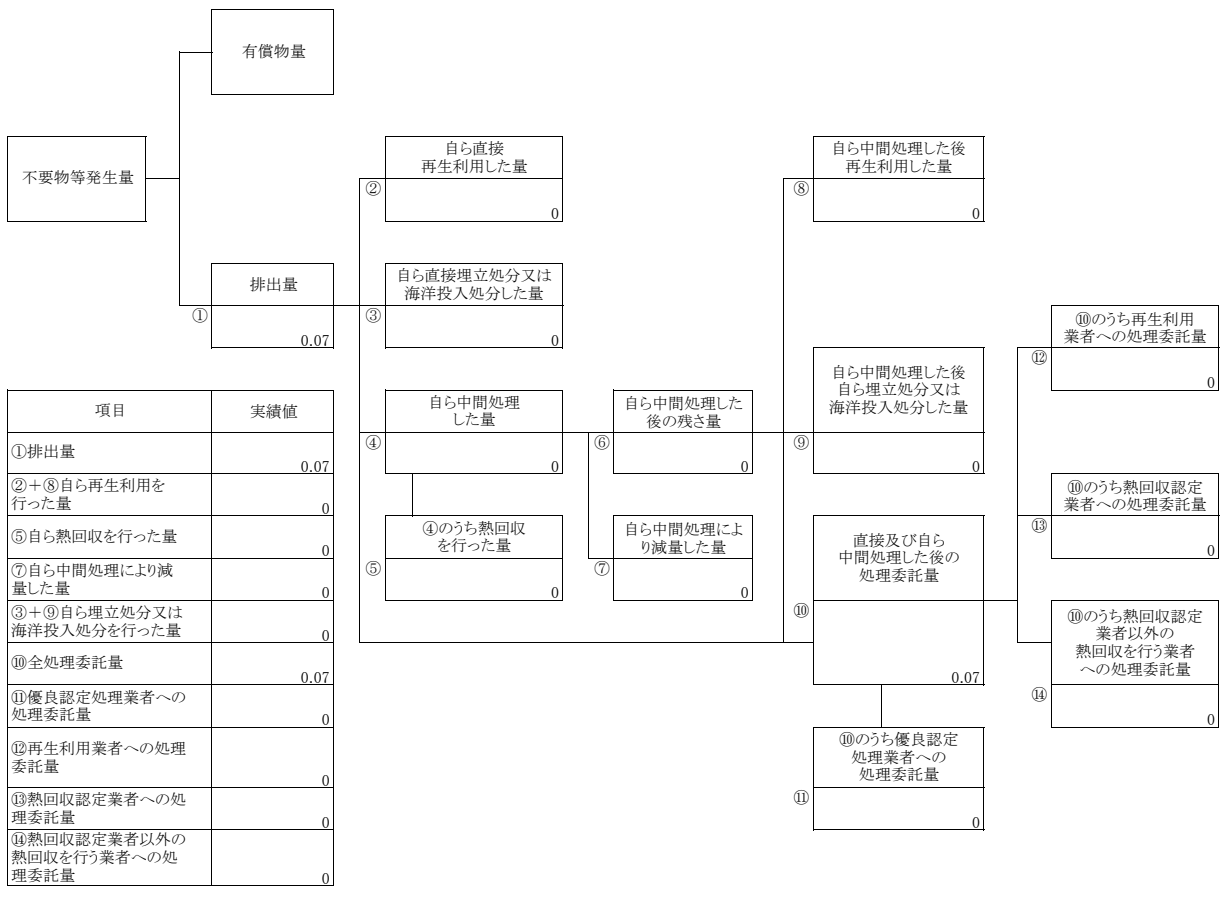 有償物量
不要物等発生量
排出量
①
0.07
自ら直接
再生利用した量
②
0
自ら直接埋立処分又は
海洋投入処分した量
③
0
自ら中間処理
した量
④
0
④のうち熱回収
を行った量
⑤
0
自ら中間処理した
後の残さ量
⑥
0
自ら中間処理によ
り減量した量
⑦
0
自ら中間処理した後
再生利用した量
⑧
0
自ら中間処理した後
自ら埋立処分又は
海洋投入処分した量
⑨
0
直接及び自ら
中間処理した後の
処理委託量
⑩
0.07
⑩のうち優良認定
処理業者への
処理委託量
⑪
0
⑩のうち再生利用
業者への処理委託量
⑫
0
⑩のうち熱回収認定
業者への処理委託量
⑬
0
⑩のうち熱回収認定
業者以外の
熱回収を行う業者
への処理委託量
⑭
0
項目 実績値
①排出量
0.07
②＋⑧自ら再生利用を
行った量
0
⑤自ら熱回収を行った量
0
⑦自ら中間処理により減
量した量
0
③＋⑨自ら埋立処分又は
海洋投入処分を行った量
0
⑩全処理委託量
0.07
⑪優良認定処理業者への
処理委託量
0
⑫再生利用業者への処理
委託量
0
⑬熱回収認定業者への処
理委託量
0
⑭熱回収認定業者以外の
熱回収を行う業者への処
理委託量
0